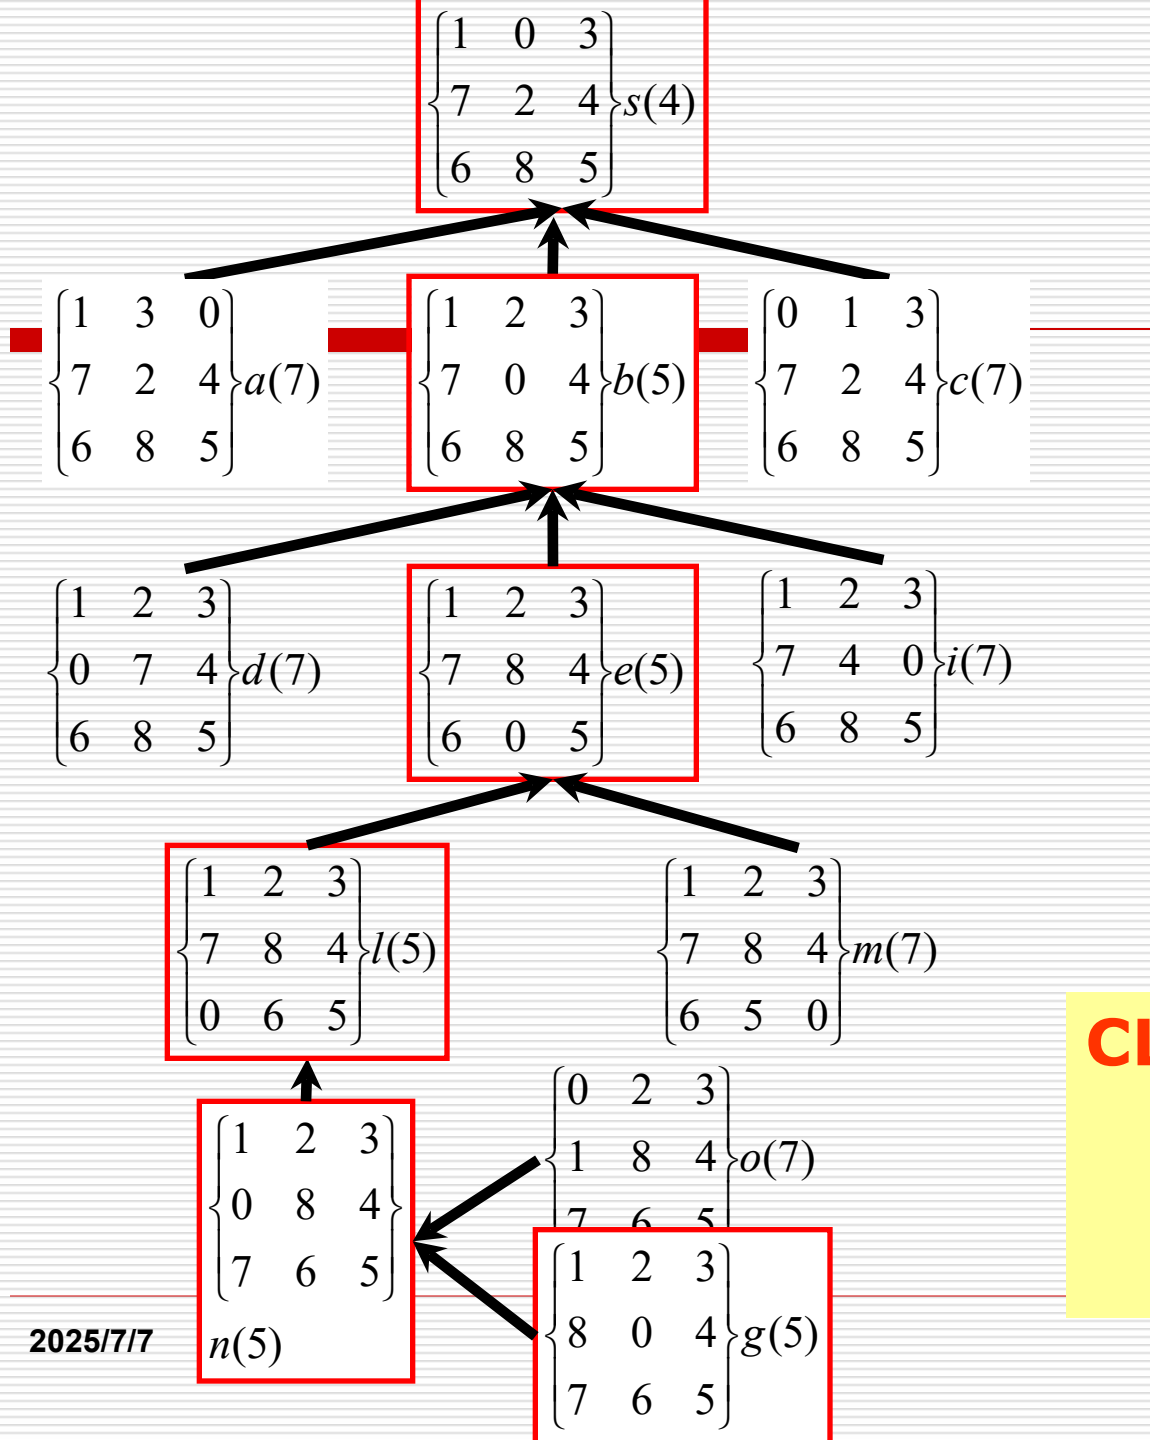 1 0 3
7 2 4 s(4)
6 8 5
1 3 0
7 2 4 a(7)
6 8 5
1 2 3
7 0 4 b(5)
6 8 5
0 1 3
7 2 4 c(7)
6 8 5
1 2 3
0 7 4 d(7)
6 8 5
1 2 3
7 8 4 e(5)
6 0 5
1 2 3
7 4 0 i(7)
6 8 5
1 2 3
7 8 4 l(5)
0 6 5
1 2 3
7 8 4 m(7)
6 5 0
CL
1 2 3
0 8 4
7 6 5
n(5)
0 2 3
1 8 4 o(7)
7 6 5
1 2 3
8 0 4 g(5)
7 6 5
2025/7/7